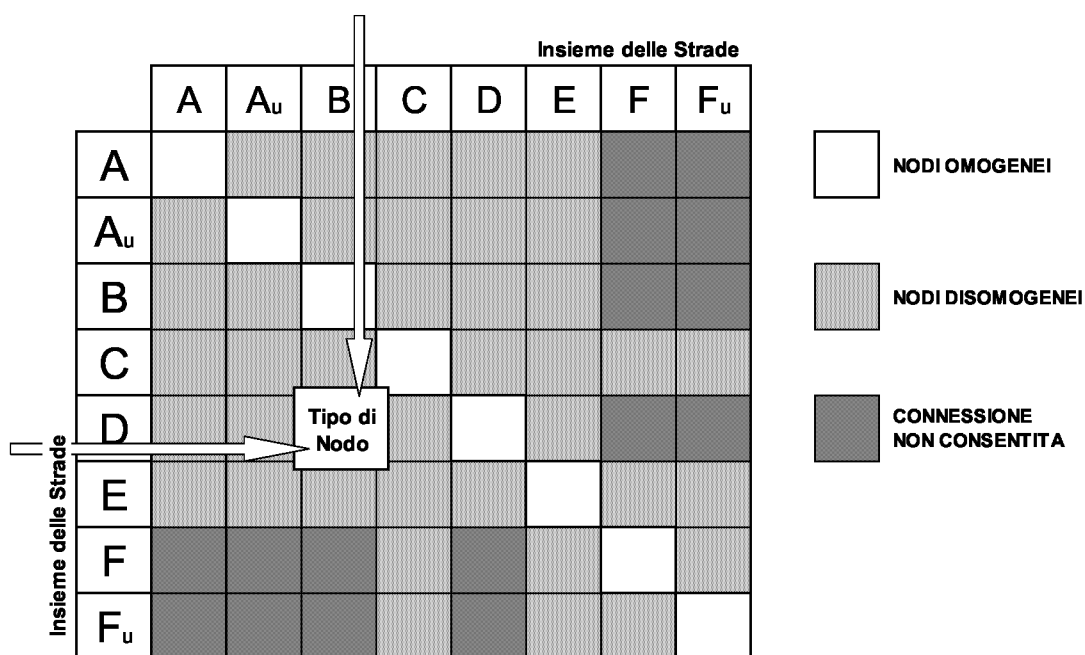 Insieme delle Strade
A Au B C D E F Fu
A
Au
B
C
D
E
F
Fu
Insieme delle Strade
Tipo di
Nodo
NODI OMOGENEI
NODI DISOMOGENEI
CONNESSIONE
NON CONSENTITA